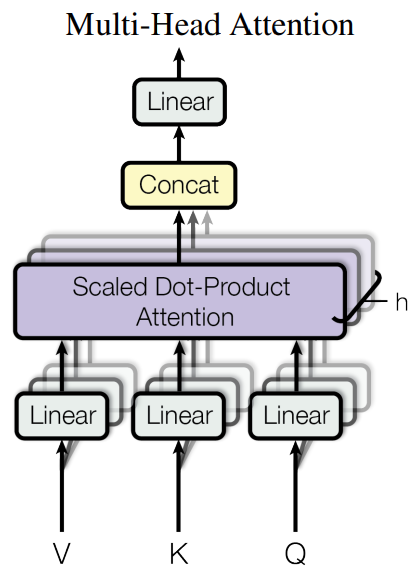 Multi-Head Attention
Linear
Concat
Scaled Dot-Product
Attention
h
Linear Linear Linear
V K Q